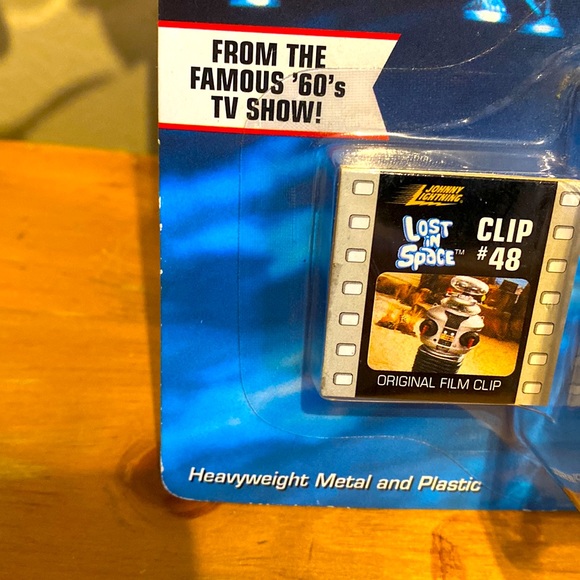 FROM THE
FAMOUS '60's
TV SHOW!
JOHNNY
LIGHTNING
LOST
IN
SPACE™
CLIP
#48
ORIGINAL FILM CLIP
Heavyweight Metal and Plastic